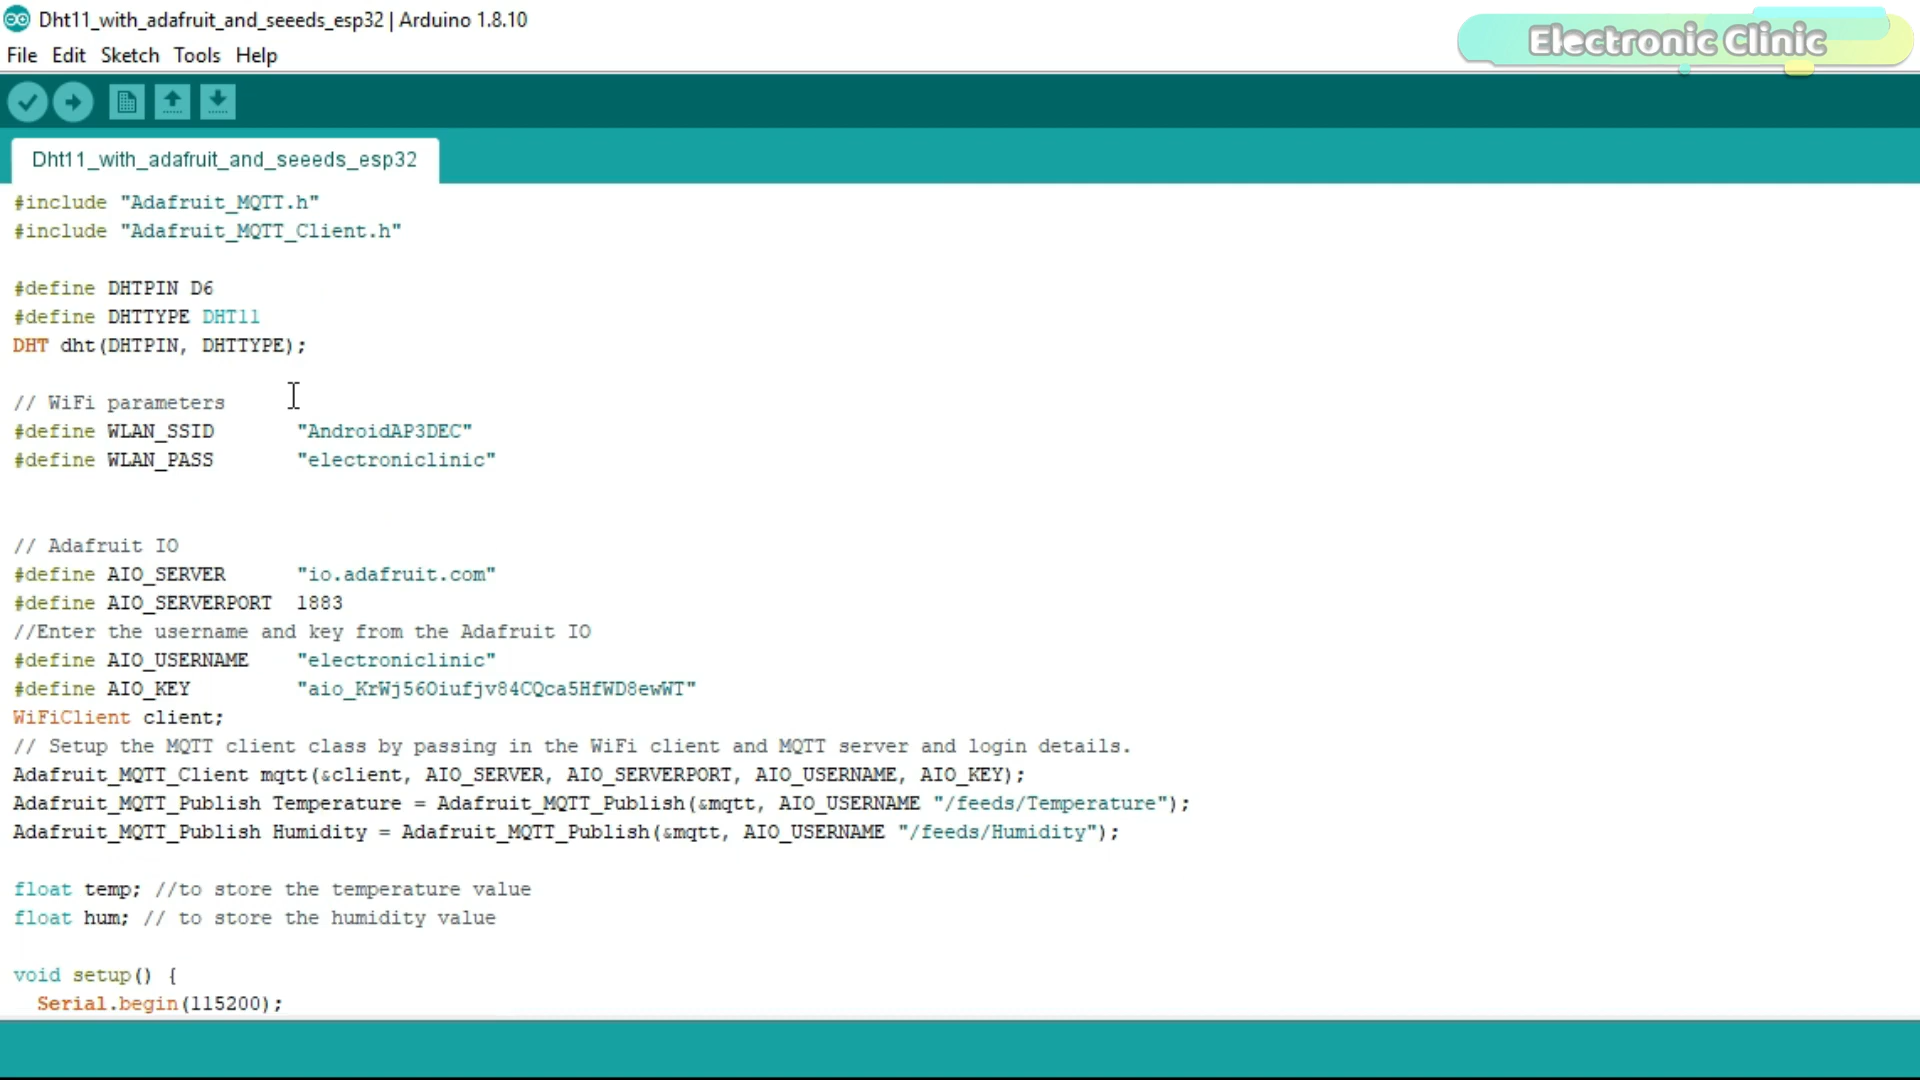 Dht11_with_adafruit_and_seeeds_esp32 | Arduino 1.8.10
Electronic Clinic
File Edit Sketch Tools Help
Dht11_with_adafruit_and_seeeds_esp32
#include "Adafruit_MQTT.h"
#include "Adafruit_MQTT_Client.h"
#define DHTPIN D6
#define DHTTYPE DHT11
DHT dht(DHTPIN, DHTTYPE);
// WiFi parameters
#define WLAN_SSID "AndroidAP3DEC"
#define WLAN_PASS "electroniclinic"
// Adafruit IO
#define AIO_SERVER "io.adafruit.com"
#define AIO_SERVERPORT 1883
//Enter the username and key from the Adafruit IO
#define AIO_USERNAME "electroniclinic"
#define AIO_KEY "aio_KrWj56Oiufjv84CQca5HfWD8ewWT"
WiFiClient client;
// Setup the MQTT client class by passing in the WiFi client and MQTT server and login details.
Adafruit_MQTT_Client mqtt(&client, AIO_SERVER, AIO_SERVERPORT, AIO_USERNAME, AIO_KEY);
Adafruit_MQTT_Publish Temperature = Adafruit_MQTT_Publish(&mqtt, AIO_USERNAME "/feeds/Temperature");
Adafruit_MQTT_Publish Humidity = Adafruit_MQTT_Publish(&mqtt, AIO_USERNAME "/feeds/Humidity");
float temp; //to store the temperature value
float hum; // to store the humidity value
void setup() {
Serial.begin(115200);